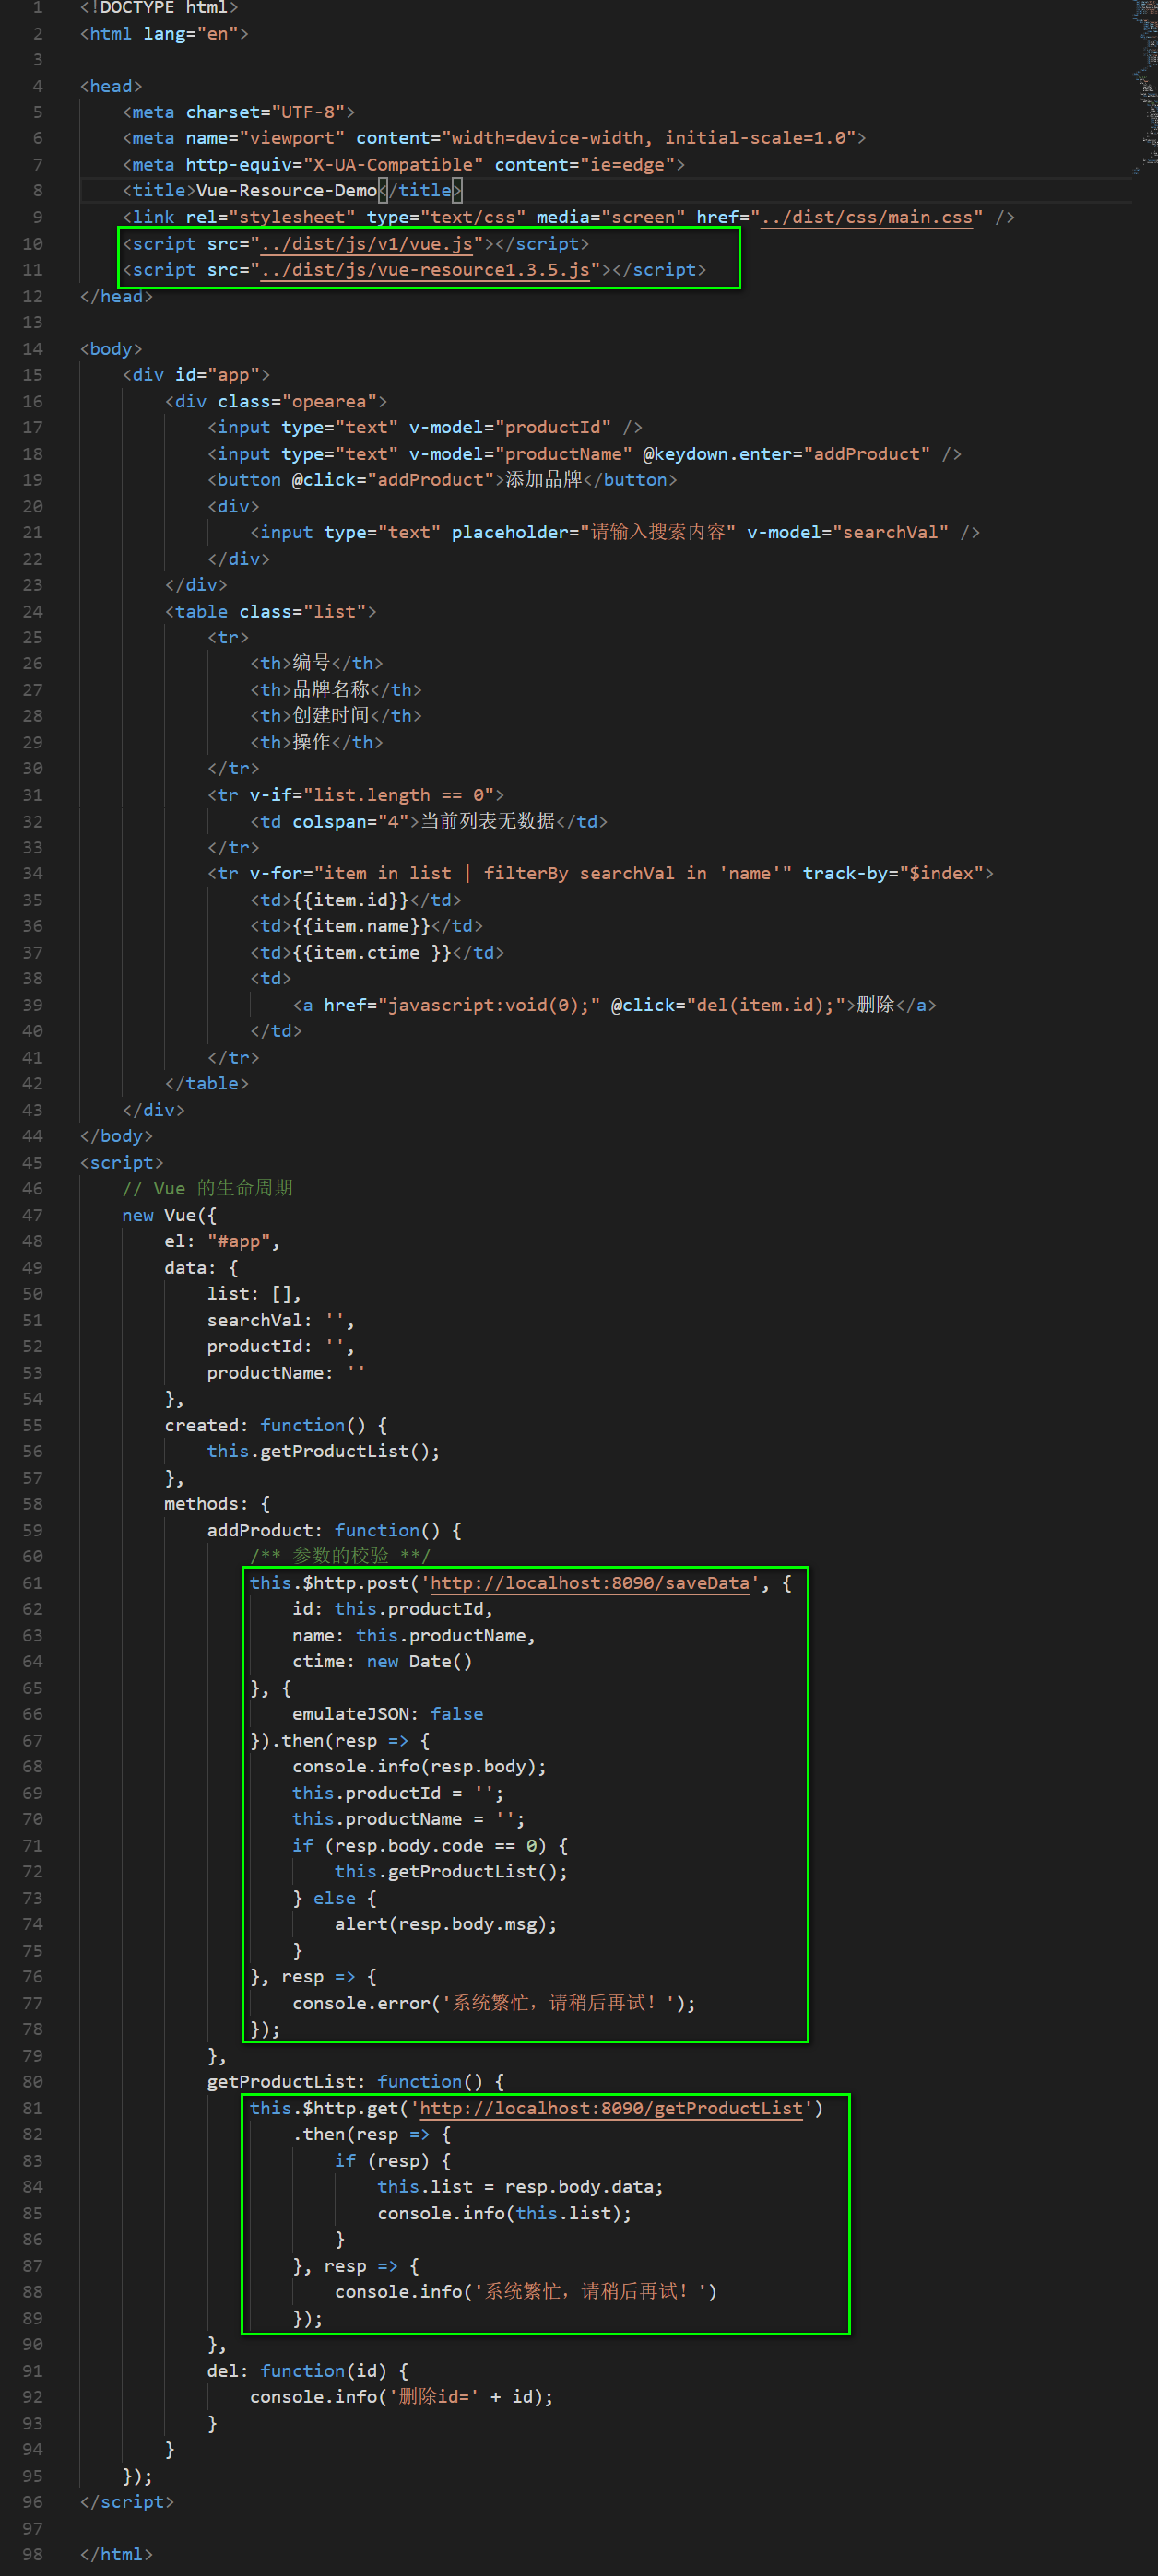 1 <!DOCTYPE html>
2 <html lang="en">
3
4 <head>
5 <meta charset="UTF-8">
6 <meta name="viewport" content="width=device-width, initial-scale=1.0">
7 <meta http-equiv="X-UA-Compatible" content="ie=edge">
8 <title>Vue-Resource-Demo</title>
9 <link rel="stylesheet" type="text/css" media="screen" href="../dist/css/main.css" />
10 <script src="../dist/js/v1/vue.js"></script>
11 <script src="../dist/js/vue-resource1.3.5.js"></script>
12 </head>
13
14 <body>
15 <div id="app">
16 <div class="opearea">
17 <input type="text" v-model="productId" />
18 <input type="text" v-model="productName" @keydown.enter="addProduct" />
19 <button @click="addProduct">添加品牌</button>
20 <div>
21 <input type="text" placeholder="请输入搜索内容" v-model="searchVal" />
22 </div>
23 </div>
24 <table class="list">
25 <tr>
26 <th>编号</th>
27 <th>品牌名称</th>
28 <th>创建时间</th>
29 <th>操作</th>
30 </tr>
31 <tr v-if="list.length == 0">
32 <td colspan="4">当前列表无数据</td>
33 </tr>
34 <tr v-for="item in list | filterBy searchVal in 'name'" track-by="$index">
35 <td>{{item.id}}</td>
36 <td>{{item.name}}</td>
37 <td>{{item.ctime }}</td>
38 <td>
39 <a href="javascript:void(0);" @click="del(item.id);">删除</a>
40 </td>
41 </tr>
42 </table>
43 </div>
44 </body>
45 <script>
46 // Vue 的生命周期
47 new Vue({
48 el: "#app",
49 data: {
50 list: [],
51 searchVal: '',
52 productId: '',
53 productName: ''
54 },
55 created: function() {
56 this.getProductList();
57 },
58 methods: {
59 addProduct: function() {
60 /** 参数的校验 **/
61 this.$http.post('http://localhost:8090/saveData', {
62 id: this.productId,
63 name: this.productName,
64 ctime: new Date()
65 }, {
66 emulateJSON: false
67 }).then(resp => {
68 console.info(resp.body);
69 this.productId = '';
70 this.productName = '';
71 if (resp.body.code == 0) {
72 this.getProductList();
73 } else {
74 alert(resp.body.msg);
75 }
76 }, resp => {
77 console.error('系统繁忙，请稍后再试！');
78 });
79 },
80 getProductList: function() {
81 this.$http.get('http://localhost:8090/getProductList')
82 .then(resp => {
83 if (resp) {
84 this.list = resp.body.data;
85 console.info(this.list);
86 }
87 }, resp => {
88 console.info('系统繁忙，请稍后再试！')
89 });
90 },
91 del: function(id) {
92 console.info('删除id=' + id);
93 }
94 }
95 });
96 </script>
97
98 </html>